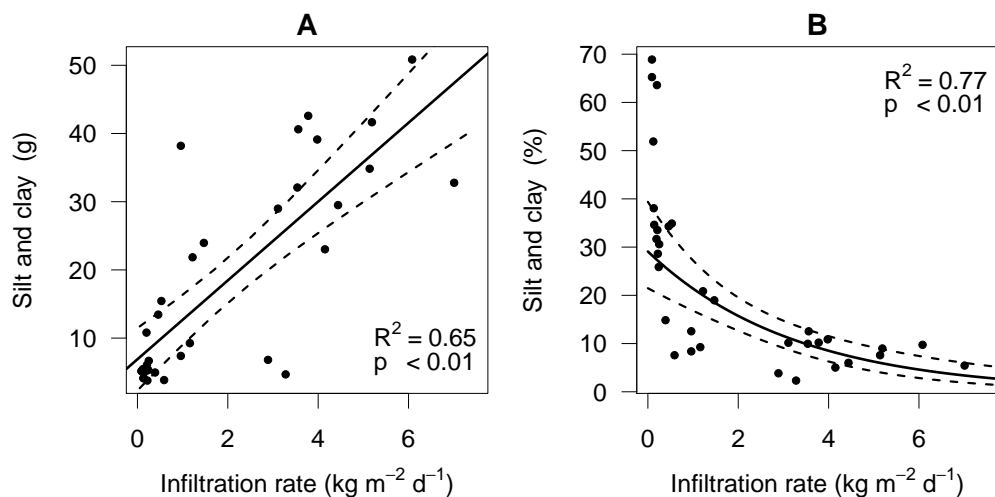 A
50
40
30
20
10
0
2
4
6
Silt and clay (g)
Infiltration rate (kg m⁻² d⁻¹)
R² = 0.65
p < 0.01
B
70
60
50
40
30
20
10
0
0
2
4
6
Silt and clay (%)
Infiltration rate (kg m⁻² d⁻¹)
R² = 0.77
p < 0.01